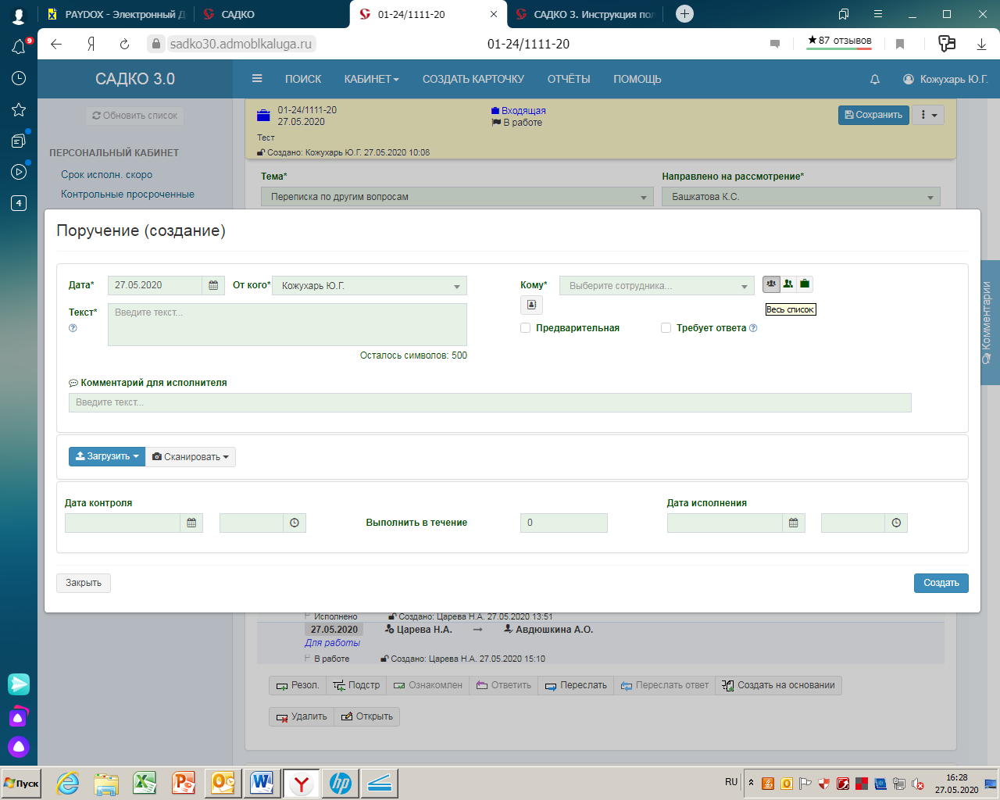 PAYDOX - Электронный Д
САДКО
01-24/1111-20
САДКО 3. Инструкция пол
9
4
sadko30.admoblkaluga.ru
01-24/1111-20
★87 отзывов
САДКО 3.0
ПОИСК
КАБИНЕТ
СОЗДАТЬ КАРТОЧКУ
ОТЧЁТЫ
ПОМОЩЬ
Кожухарь Ю.Г.
Обновить список
ПЕРСОНАЛЬНЫЙ КАБИНЕТ
Срок исполн. скоро
Контрольные просроченные
01-24/1111-20
27.05.2020
Входящая
В работе
Сохранить
Тест
Создано: Кожухарь Ю.Г. 27.05.2020 10:08
Тема*
Направлено на рассмотрение*
Переписка по другим вопросам
Башкатова К.С.
Поручение (создание)
Дата*
27.05.2020
От кого*
Кожухарь Ю.Г.
Кому*
Выберите сотрудника...
Весь список
Текст*
Введите текст...
Предварительная
Требует ответа
Осталось символов: 500
Комментарии
Комментарий для исполнителя
Введите текст...
Загрузить
Сканировать
Дата контроля
Выполнить в течение
0
Дата исполнения
Закрыть
Создать
Исполнено
Создано: Царева Н.А. 27.05.2020 13:51
27.05.2020
Царева Н.А.
→
Авдюшкина А.О.
Для работы
В работе
Создано: Царева Н.А. 27.05.2020 15:10
Резол.
Подстр
Ознакомлен
Ответить
Переслать
Переслать ответ
Создать на основании
Удалить
Открыть
Пуск
RU
16:28
27.05.2020